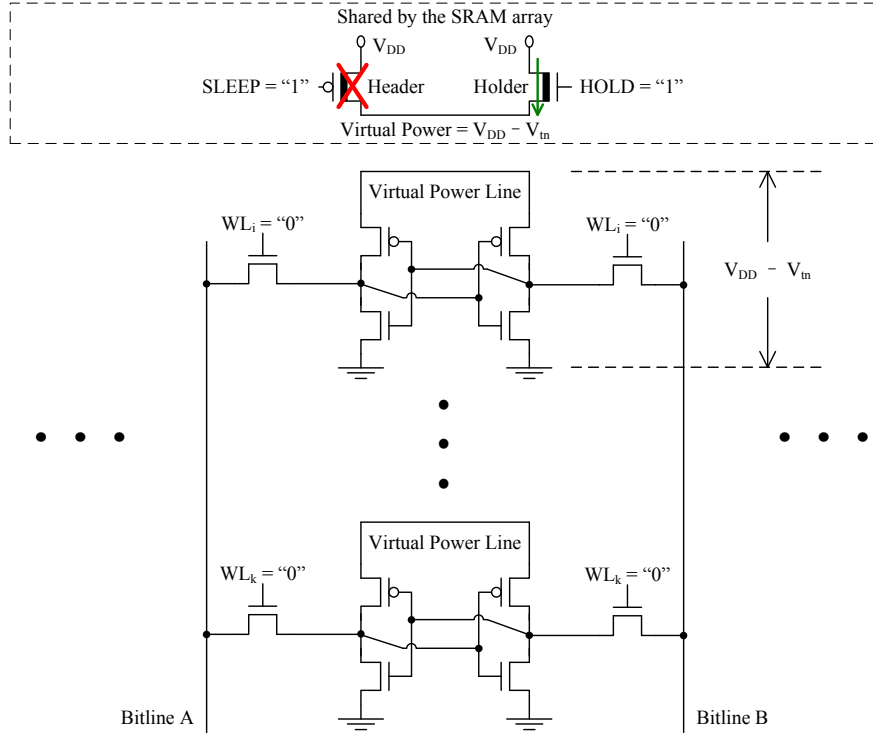 Shared by the SRAM array
V_DD V_DD
SLEEP = “1” Header Holder HOLD = “1”
Virtual Power = V_DD − V_tn
Virtual Power Line
WL_i = “0” WL_i = “0”
V_DD − V_tn
Virtual Power Line
WL_k = “0” WL_k = “0”
Bitline A Bitline B